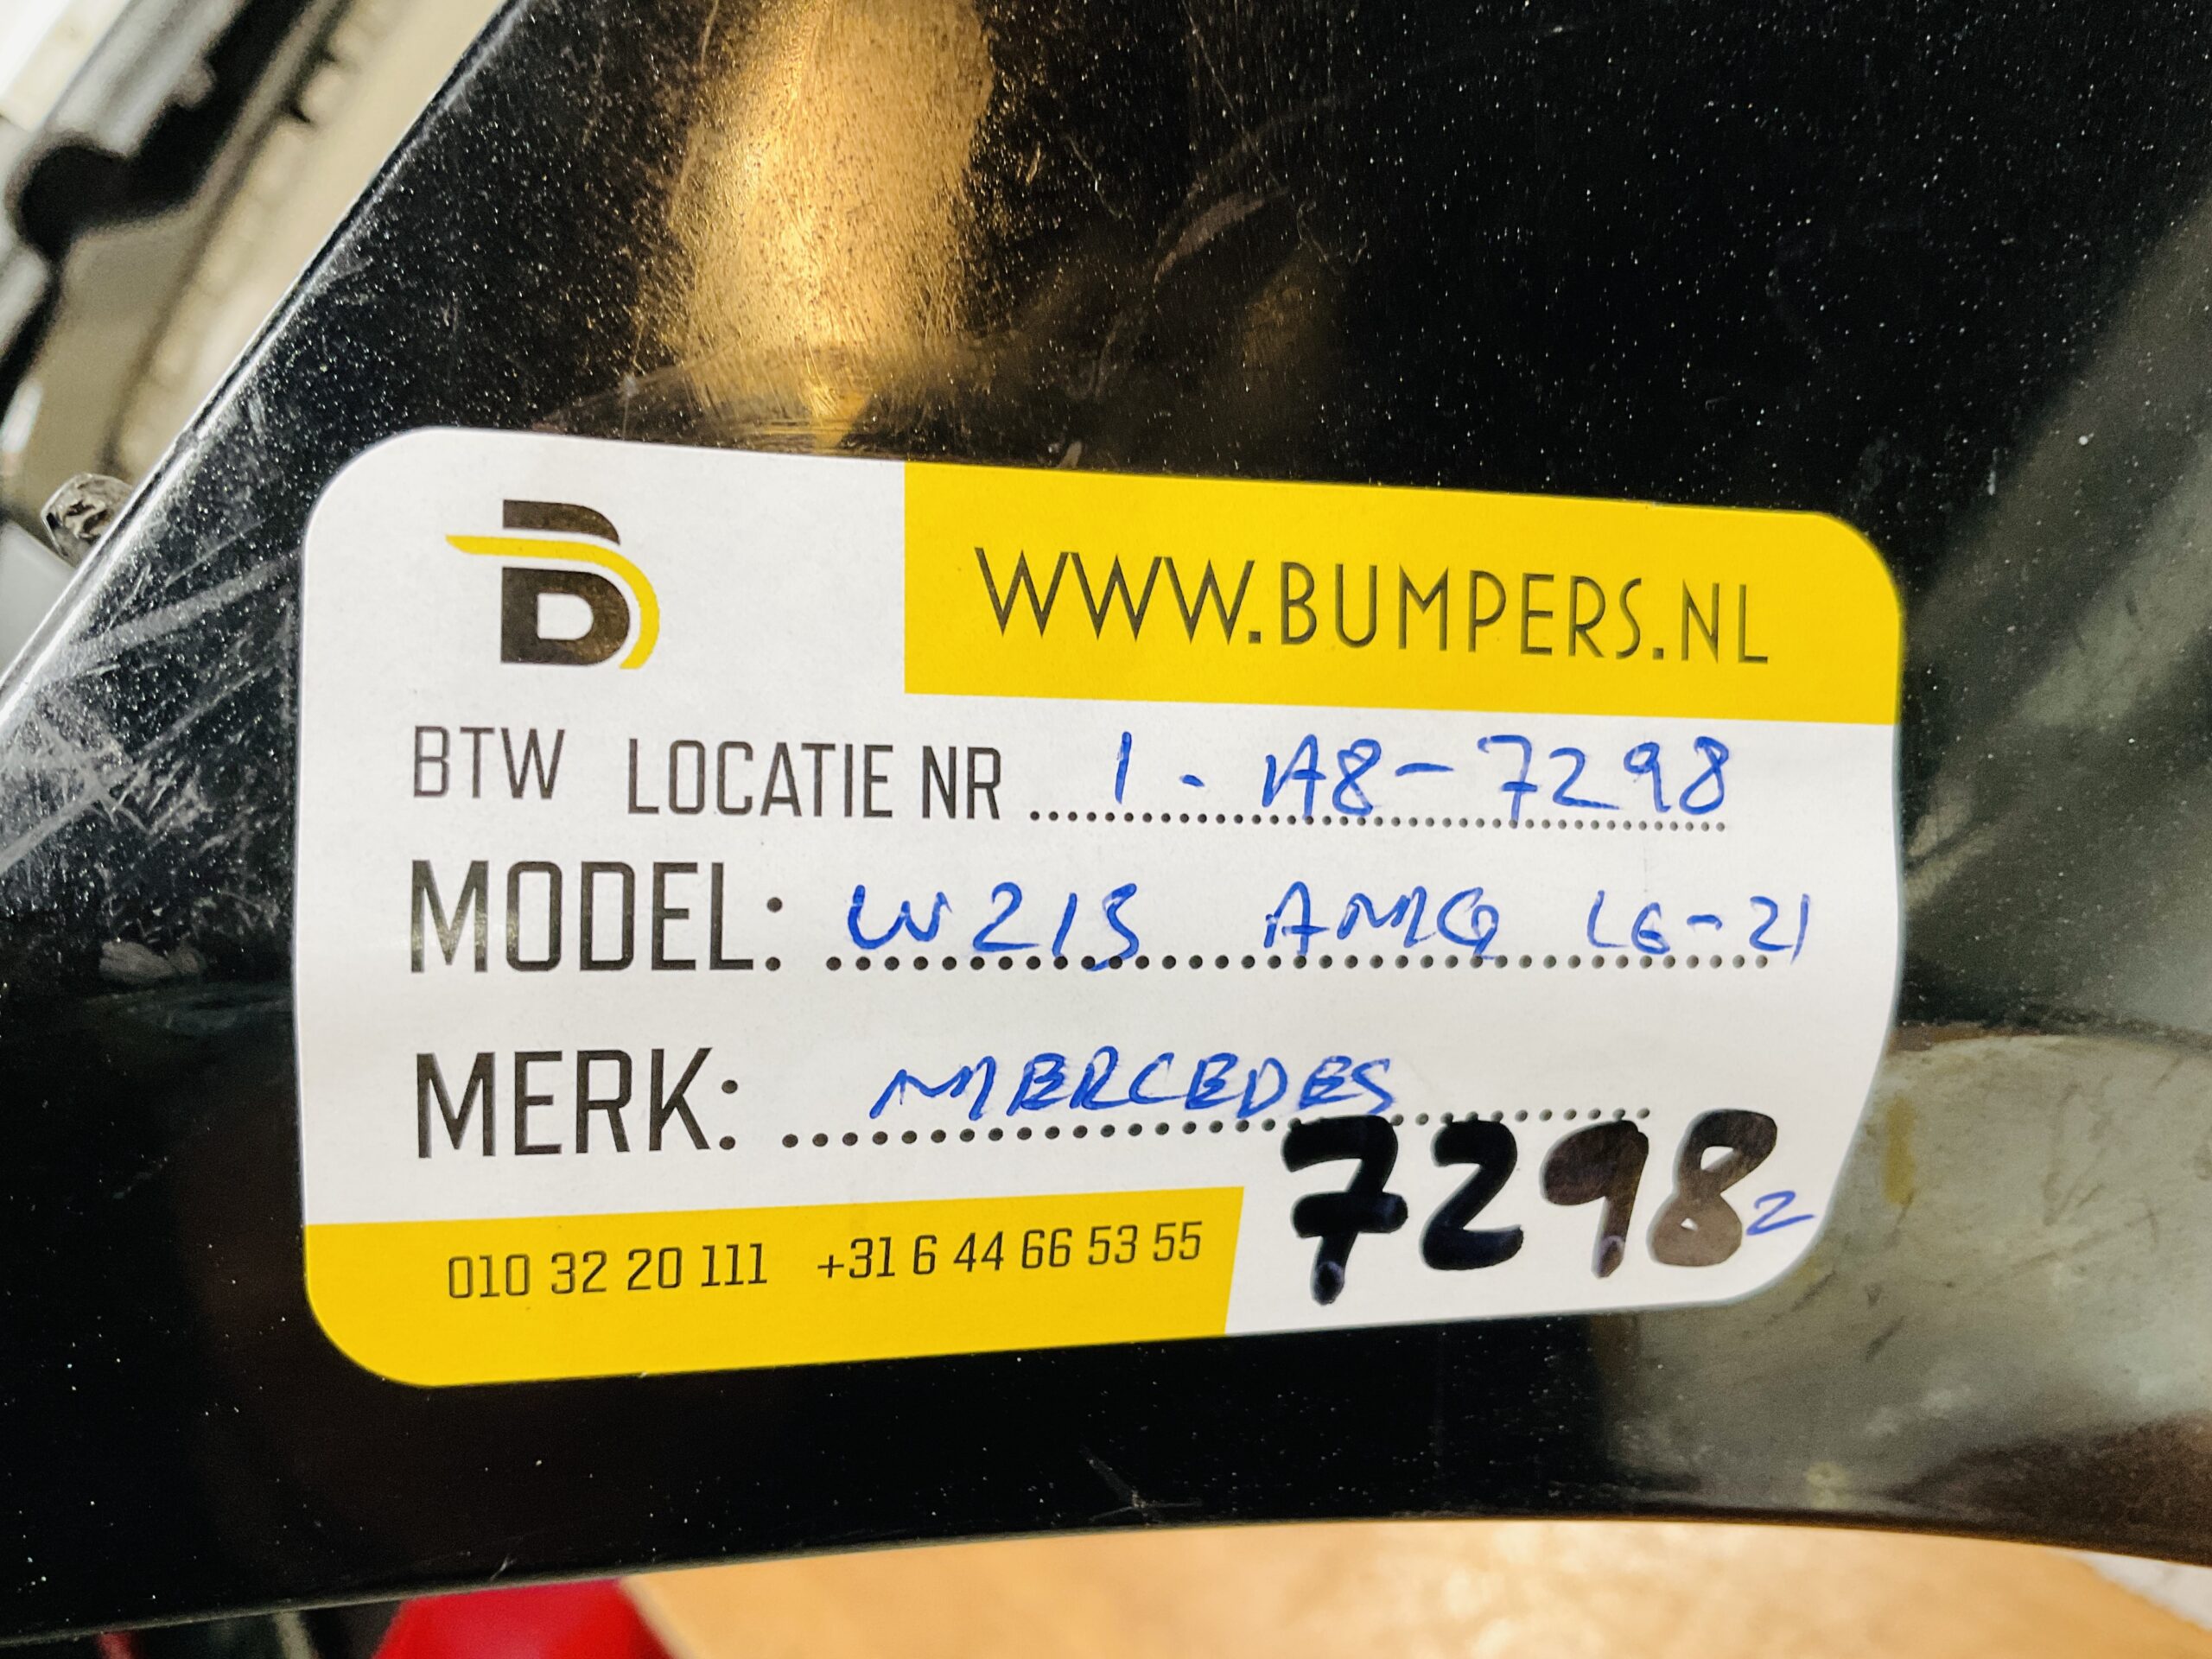 WWW.BUMPERS.NL
BTW LOCATIE NR 1 - A8-7298
MODEL: W213 AMG 16-21
MERK: MERCEDES
7298 2
010 32 20 111 +31 6 44 66 53 55